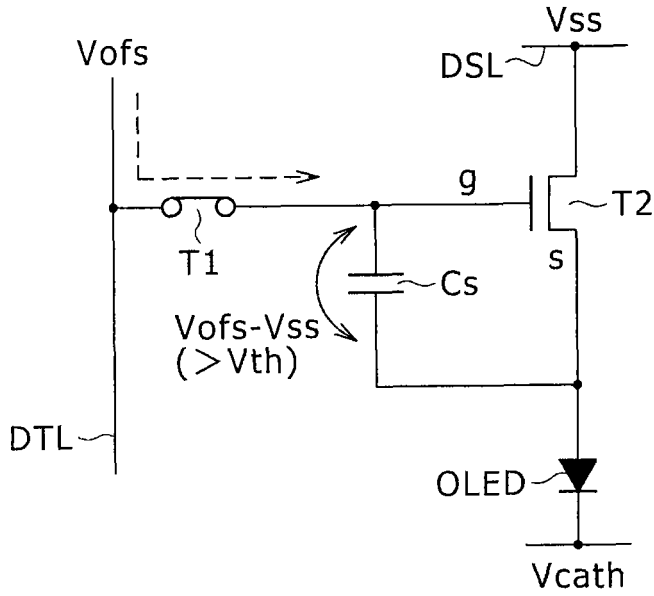 Vofs
Vss
DSL
g
T2
T1
s
Cs
Vofs-Vss
(>Vth)
DTL
OLED
Vcath